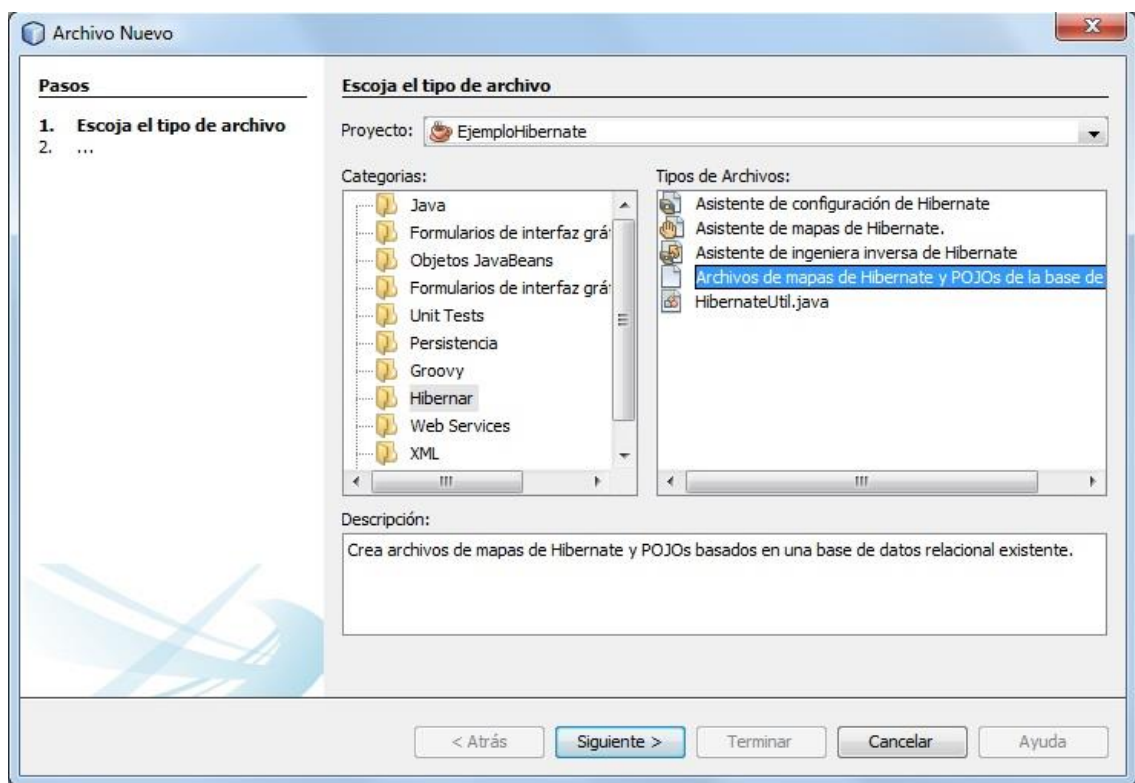 Archivo Nuevo
Pasos
1. Escoja el tipo de archivo
2. ...
Escoja el tipo de archivo
Proyecto: EjemploHibernate
Categorias:
Java
Formularios de interfaz grá
Objetos JavaBeans
Formularios de interfaz grá
Unit Tests
Persistencia
Groovy
Hibernar
Web Services
XML
Tipos de Archivos:
Asistente de configuración de Hibernate
Asistente de mapas de Hibernate.
Asistente de ingeniera inversa de Hibernate
Archivos de mapas de Hibernate y POJOs de la base de
HibernateUtil.java
Descripción:
Crea archivos de mapas de Hibernate y POJOs basados en una base de datos relacional existente.
< Atrás Siguiente > Terminar Cancelar Ayuda